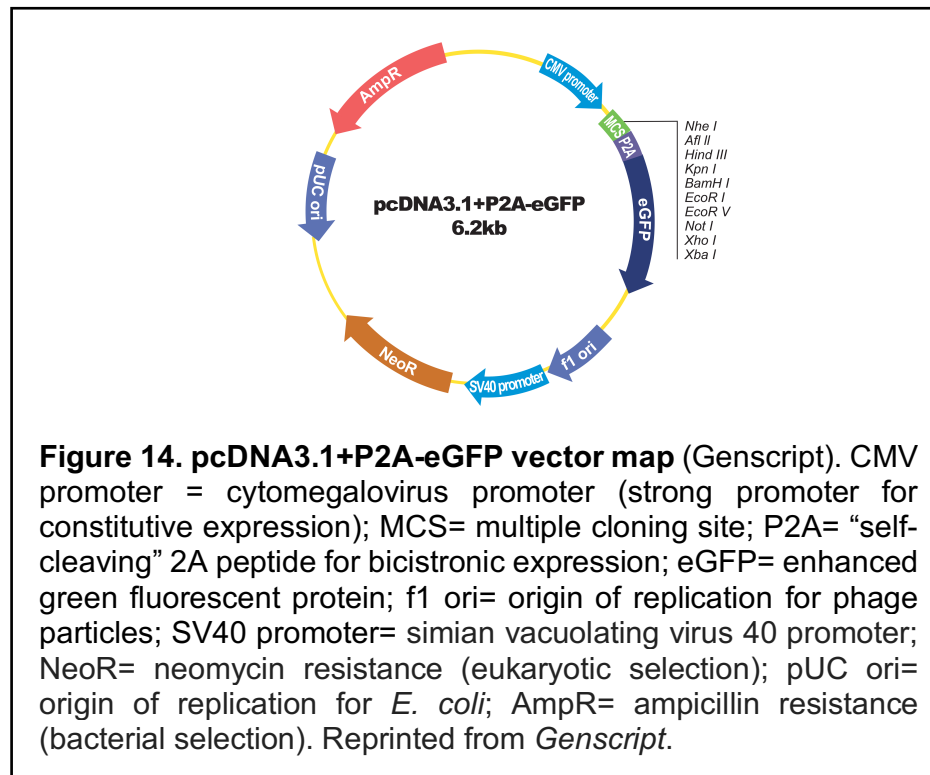 AmpR
CMV promoter
MCS
P2A
Nhe I
Afl II
Hind III
Kpn I
BamH I
EcoR I
EcoR V
Not I
Xho I
Xba I
pUC ori
pcDNA3.1+P2A-eGFP
6.2kb
eGFP
NeoR
SV40 promoter
f1 ori
Figure 14. pcDNA3.1+P2A-eGFP vector map (Genscript). CMV
promoter = cytomegalovirus promoter (strong promoter for
constitutive expression); MCS= multiple cloning site; P2A= “self-
cleaving” 2A peptide for bicistronic expression; eGFP= enhanced
green fluorescent protein; f1 ori= origin of replication for phage
particles; SV40 promoter= simian vacuolating virus 40 promoter;
NeoR= neomycin resistance (eukaryotic selection); pUC ori=
origin of replication for E. coli; AmpR= ampicillin resistance
(bacterial selection). Reprinted from Genscript.